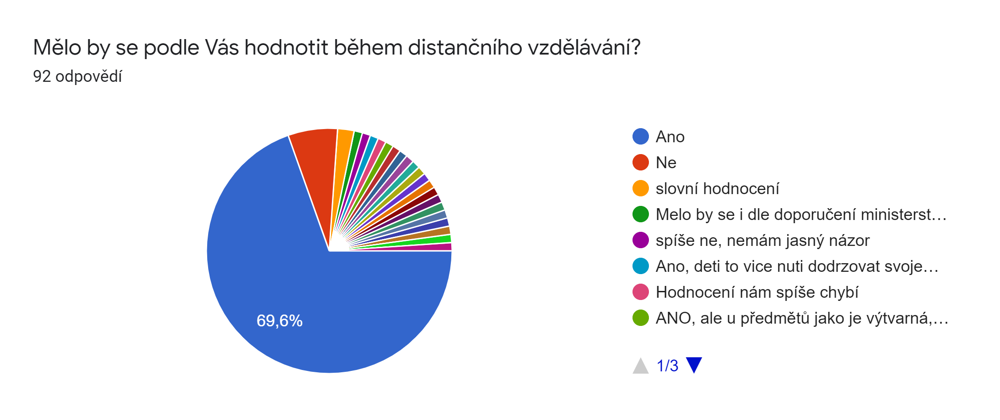 Mělo by se podle Vás hodnotit během distančního vzdělávání?
92 odpovědí
69,6%
Ano
Ne
slovní hodnocení
Melo by se i dle doporučení ministerst…
spíše ne, nemám jasný názor
Ano, deti to vice nuti dodrzovat svoje…
Hodnocení nám spíše chybí
ANO, ale u předmětů jako je výtvarná,…
1/3